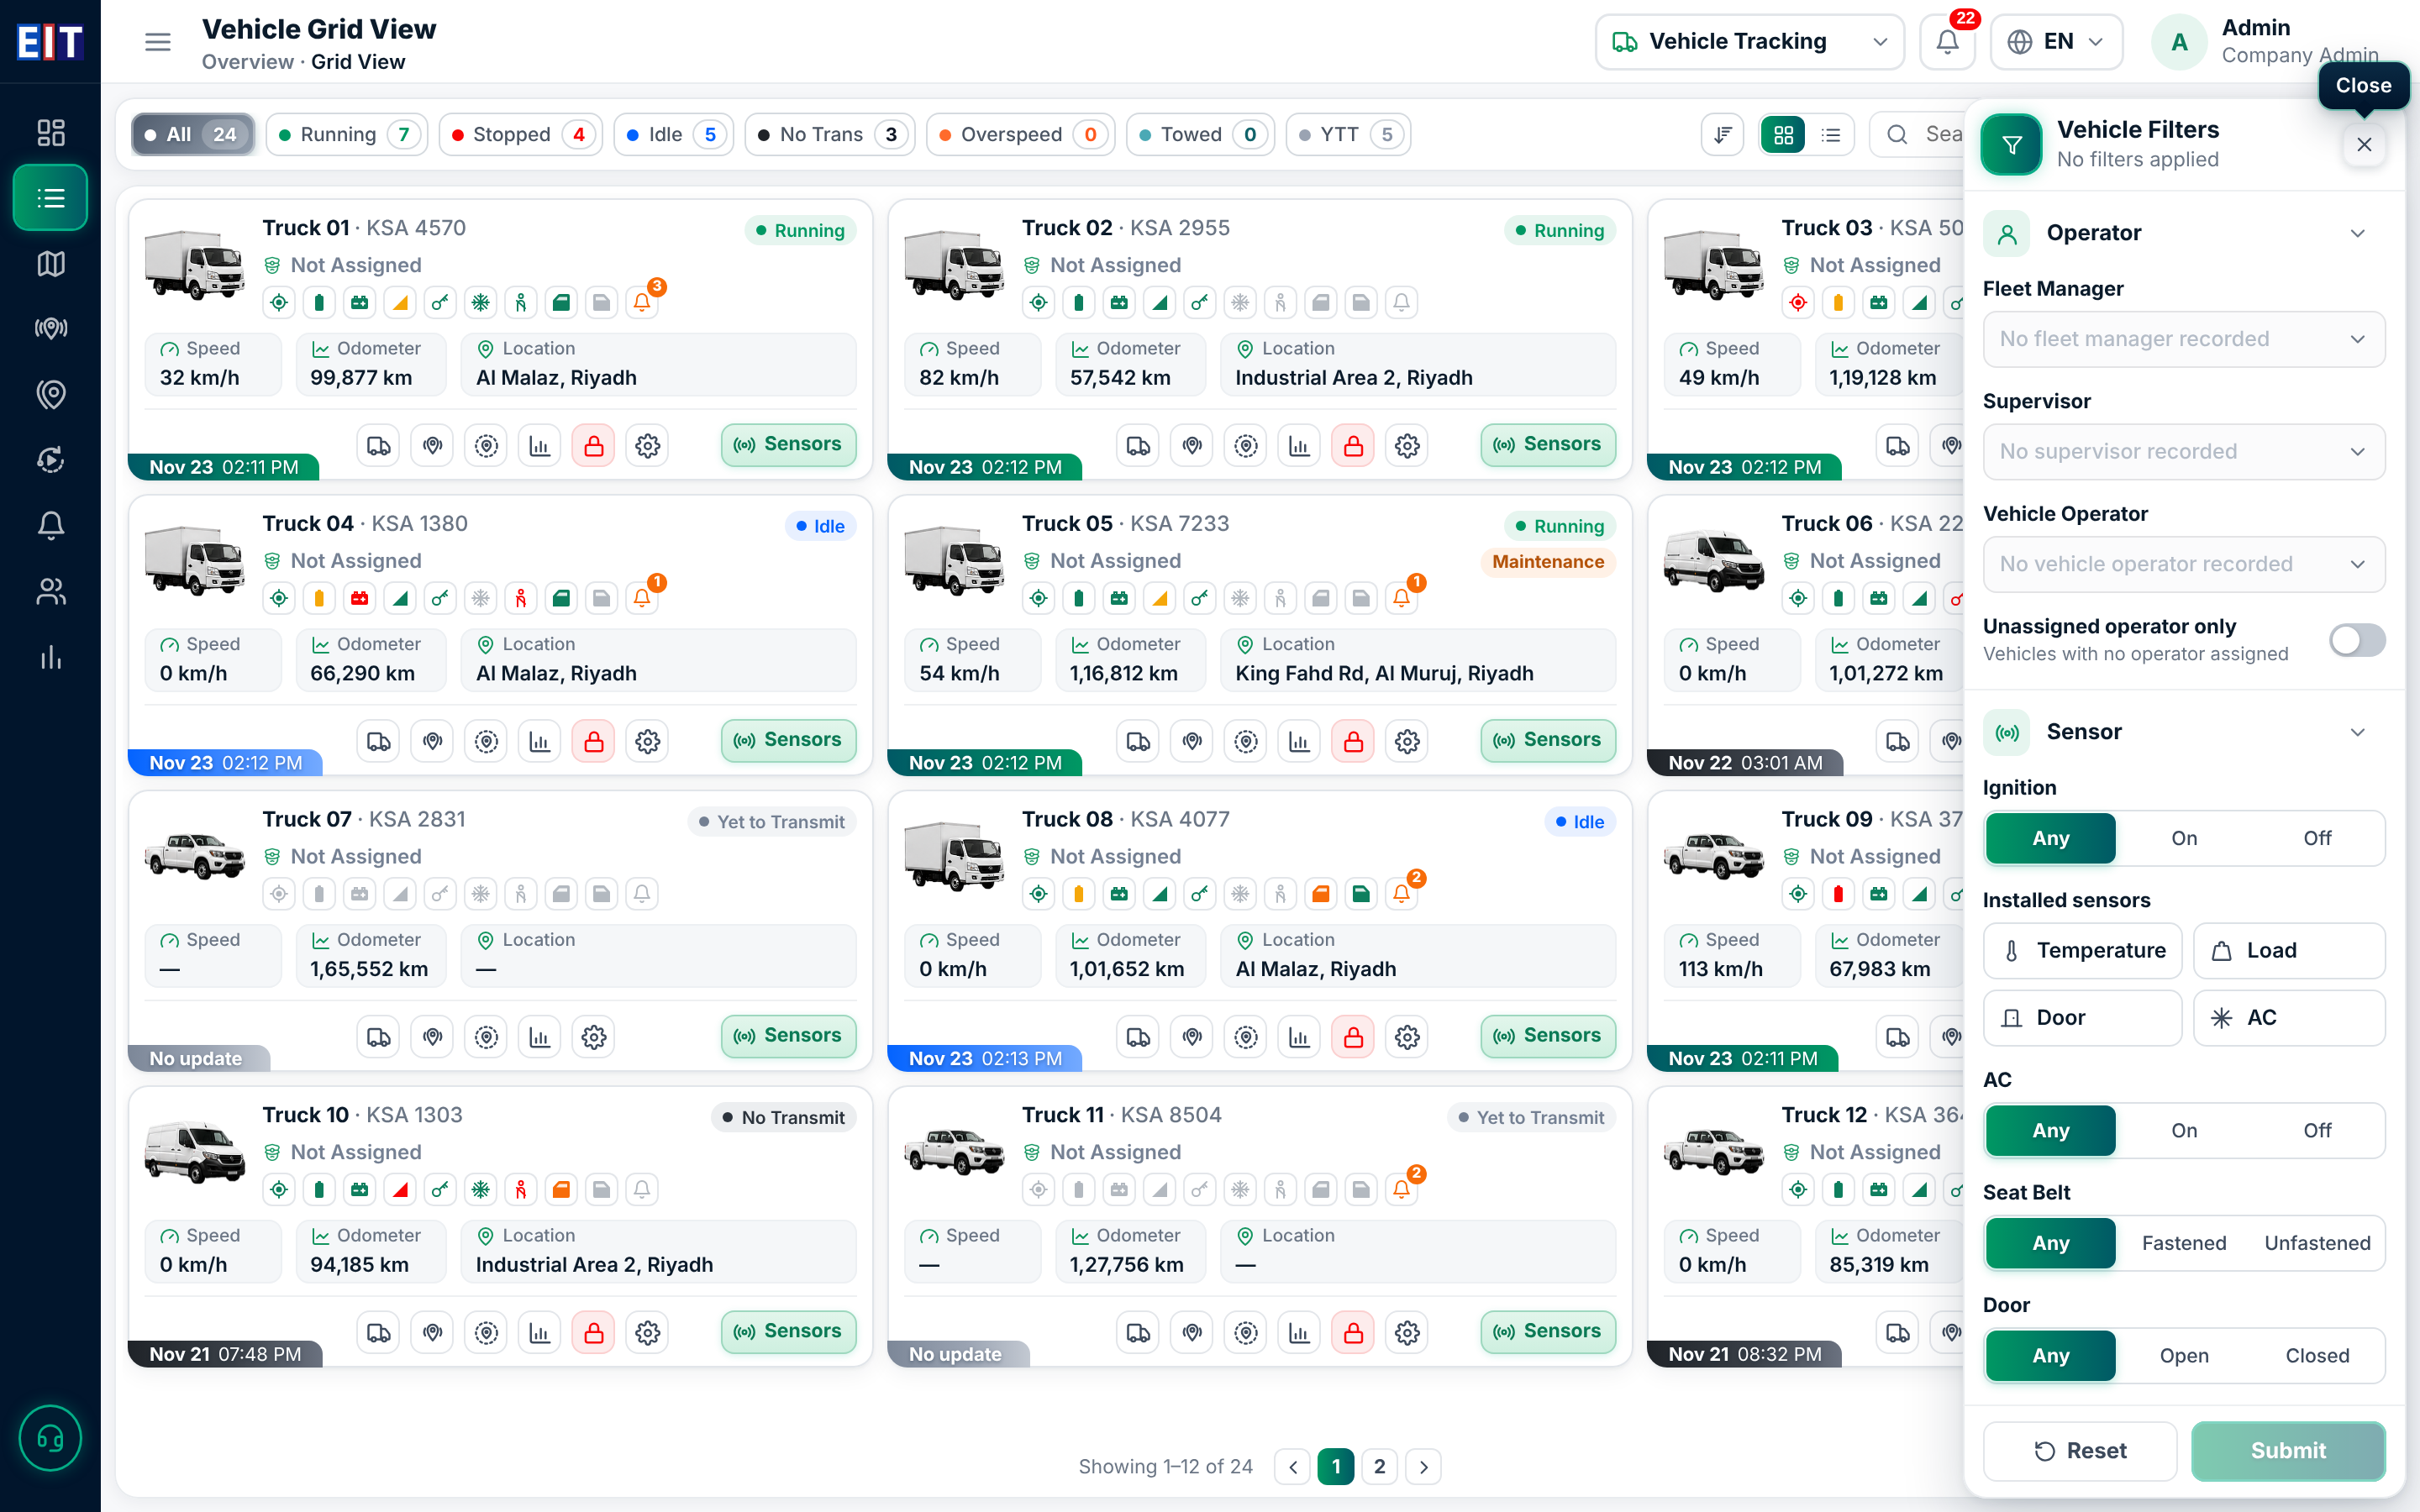 EIT
Vehicle Grid View
Overview · Grid View
Vehicle Tracking
22
EN
A
Admin
Company Admin
Close
All 24
Running 7
Stopped 4
Idle 5
No Trans 3
Overspeed 0
Towed 0
YTT 5
Sea
Truck 01 · KSA 4570
Running
Not Assigned
3
Speed
32 km/h
Odometer
99,877 km
Location
Al Malaz, Riyadh
Nov 23 02:11 PM
Sensors
Truck 02 · KSA 2955
Running
Not Assigned
Speed
82 km/h
Odometer
57,542 km
Location
Industrial Area 2, Riyadh
Nov 23 02:12 PM
Sensors
Truck 03 · KSA 50
Not Assigned
Speed
49 km/h
Odometer
1,19,128 km
Nov 23 02:12 PM
Truck 04 · KSA 1380
Idle
Not Assigned
1
Speed
0 km/h
Odometer
66,290 km
Location
Al Malaz, Riyadh
Nov 23 02:12 PM
Sensors
Truck 05 · KSA 7233
Running
Not Assigned
Maintenance
1
Speed
54 km/h
Odometer
1,16,812 km
Location
King Fahd Rd, Al Muruj, Riyadh
Nov 23 02:12 PM
Sensors
Truck 06 · KSA 22
Not Assigned
Speed
0 km/h
Odometer
1,01,272 km
Nov 22 03:01 AM
Truck 07 · KSA 2831
Yet to Transmit
Not Assigned
Speed
—
Odometer
1,65,552 km
Location
—
No update
Sensors
Truck 08 · KSA 4077
Idle
Not Assigned
2
Speed
0 km/h
Odometer
1,01,652 km
Location
Al Malaz, Riyadh
Nov 23 02:13 PM
Sensors
Truck 09 · KSA 37
Not Assigned
Speed
113 km/h
Odometer
67,983 km
Nov 23 02:11 PM
Truck 10 · KSA 1303
No Transmit
Not Assigned
Speed
0 km/h
Odometer
94,185 km
Location
Industrial Area 2, Riyadh
Nov 21 07:48 PM
Sensors
Truck 11 · KSA 8504
Yet to Transmit
Not Assigned
2
Speed
—
Odometer
1,27,756 km
Location
—
No update
Sensors
Truck 12 · KSA 364
Not Assigned
Speed
0 km/h
Odometer
85,319 km
Nov 21 08:32 PM
Showing 1–12 of 24
1
2
Vehicle Filters
No filters applied
Operator
Fleet Manager
No fleet manager recorded
Supervisor
No supervisor recorded
Vehicle Operator
No vehicle operator recorded
Unassigned operator only
Vehicles with no operator assigned
Sensor
Ignition
Any On Off
Installed sensors
Temperature Load
Door AC
AC
Any On Off
Seat Belt
Any Fastened Unfastened
Door
Any Open Closed
Reset Submit